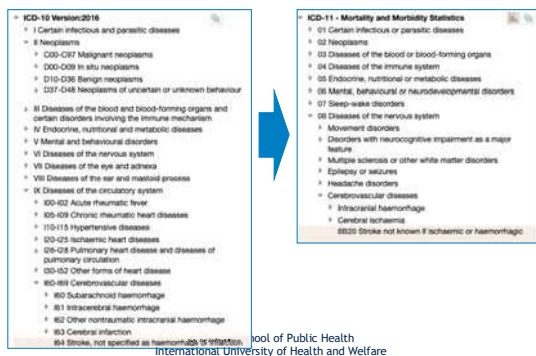 ICD-10 Version:2016
I Certain infectious and parasitic diseases
II Neoplasms
C00-C97 Malignant neoplasms
D00-D09 In situ neoplasms
D10-D36 Benign neoplasms
D37-D48 Neoplasms of uncertain or unknown behaviour
III Diseases of the blood and blood-forming organs and
certain disorders involving the immune mechanism
IV Endocrine, nutritional and metabolic diseases
V Mental and behavioural disorders
VI Diseases of the nervous system
VII Diseases of the eye and adnexa
VIII Diseases of the ear and mastoid process
IX Diseases of the circulatory system
I00-I02 Acute rheumatic fever
I05-I09 Chronic rheumatic heart diseases
I10-I15 Hypertensive diseases
I20-I25 Ischaemic heart diseases
I26-I28 Pulmonary heart disease and diseases of
pulmonary circulation
I30-I52 Other forms of heart disease
I60-I69 Cerebrovascular diseases
I60 Subarachnoid haemorrhage
I61 Intracerebral haemorrhage
I62 Other nontraumatic intracranial haemorrhage
I63 Cerebral infarction
I64 Stroke, not specified as haemorrhage or infarction
ICD-11 - Mortality and Morbidity Statistics
01 Certain infectious or parasitic diseases
02 Neoplasms
03 Diseases of the blood or blood-forming organs
04 Diseases of the immune system
05 Endocrine, nutritional or metabolic diseases
06 Mental, behavioural or neurodevelopmental disorders
07 Sleep-wake disorders
08 Diseases of the nervous system
Movement disorders
Disorders with neurocognitive impairment as a major
feature
Multiple sclerosis or other white matter disorders
Epilepsy or seizures
Headache disorders
Cerebrovascular diseases
Intracranial haemorrhage
Cerebral ischaemia
8B20 Stroke not known if ischaemic or haemorrhagic
hool of Public Health
International University of Health and Welfare